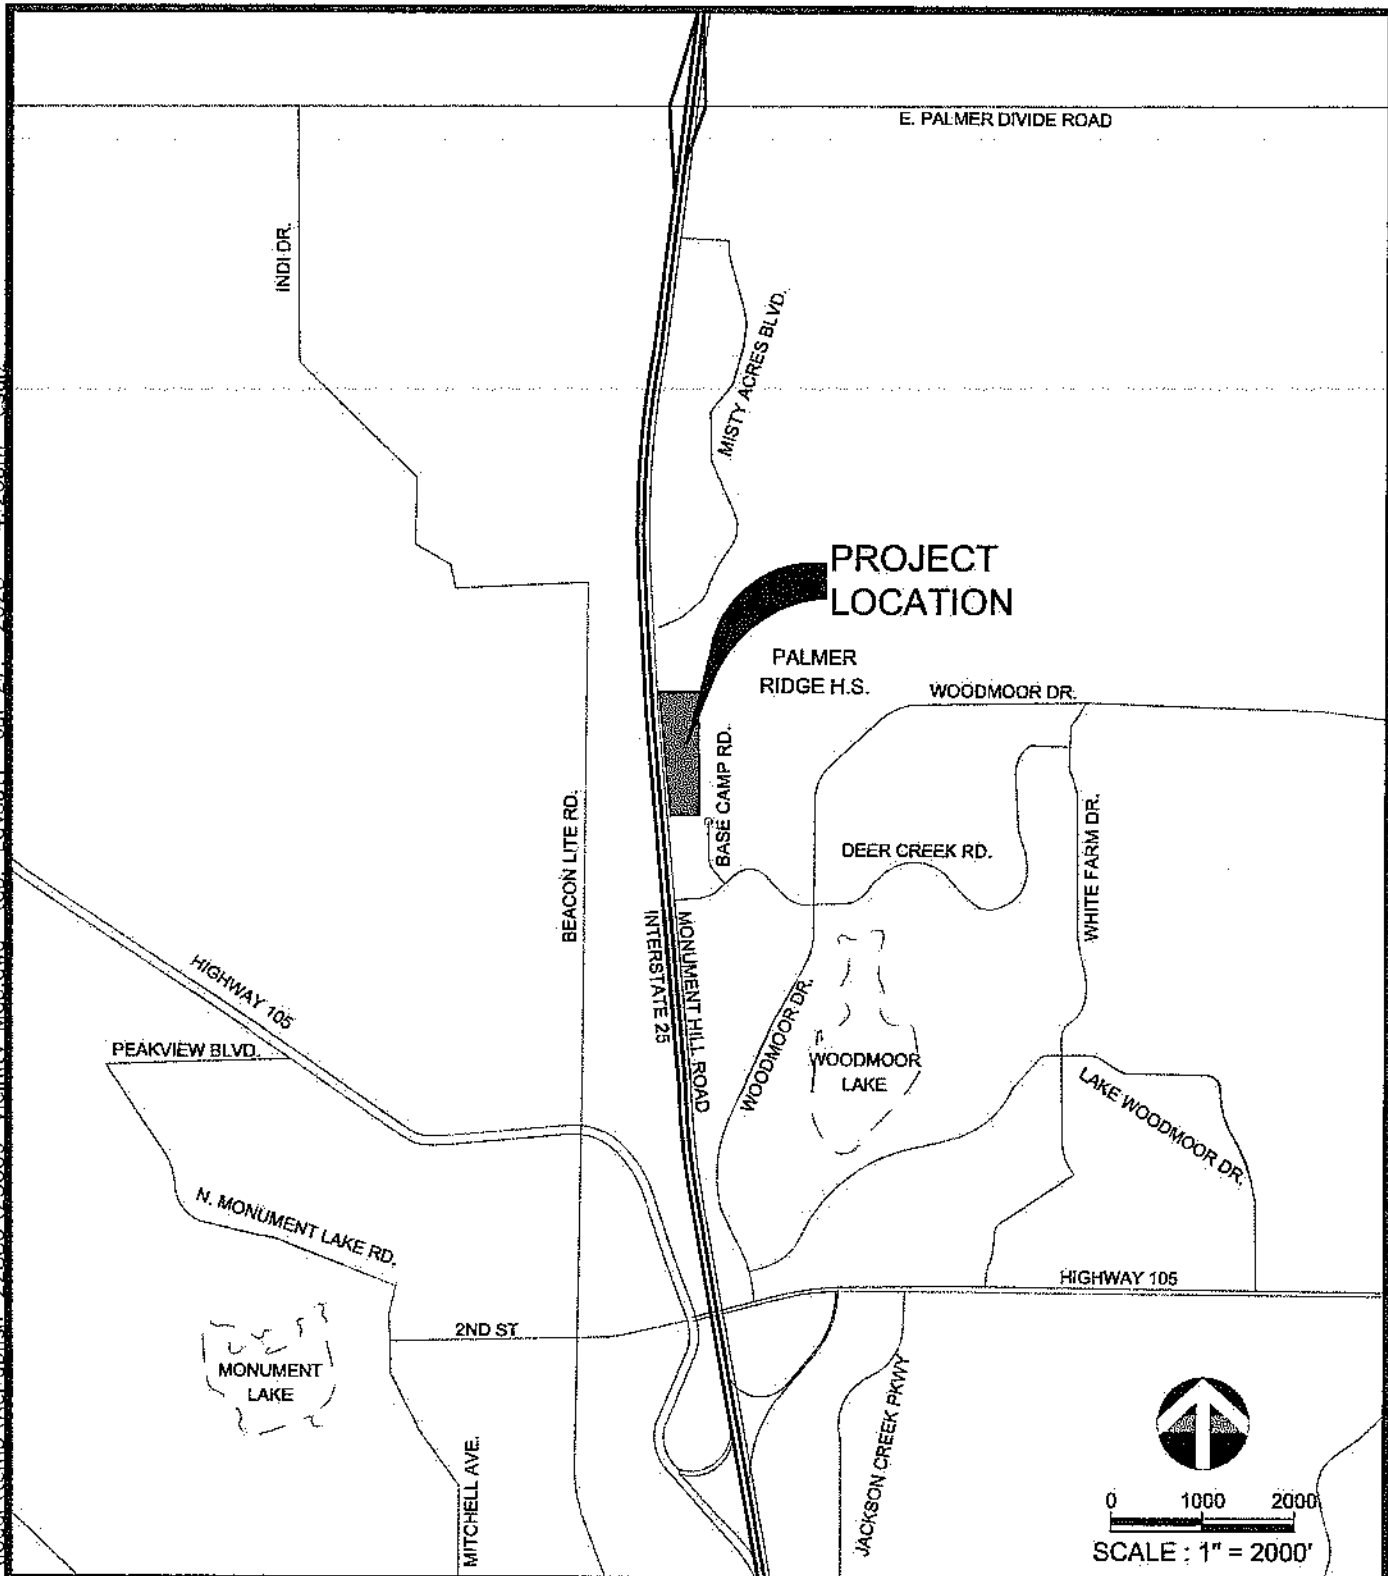 E. PALMER DIVIDE ROAD
INDI DR.
MISTY ACRES BLVD.
PROJECT
LOCATION
PALMER
RIDGE H.S.
WOODMOOR DR.
BASE CAMP RD.
BEACON LITE RD.
DEER CREEK RD.
WHITE FARM DR.
MONUMENT HILL ROAD
INTERSTATE 25
HIGHWAY 105
PEAKVIEW BLVD.
WOODMOOR DR.
WOODMOOR
LAKE
LAKE WOODMOOR DR.
N. MONUMENT LAKE RD.
HIGHWAY 105
2ND ST
MONUMENT
LAKE
MITCHELL AVE.
JACKSON CREEK PKWY
0 1000 2000
SCALE : 1" = 2000'